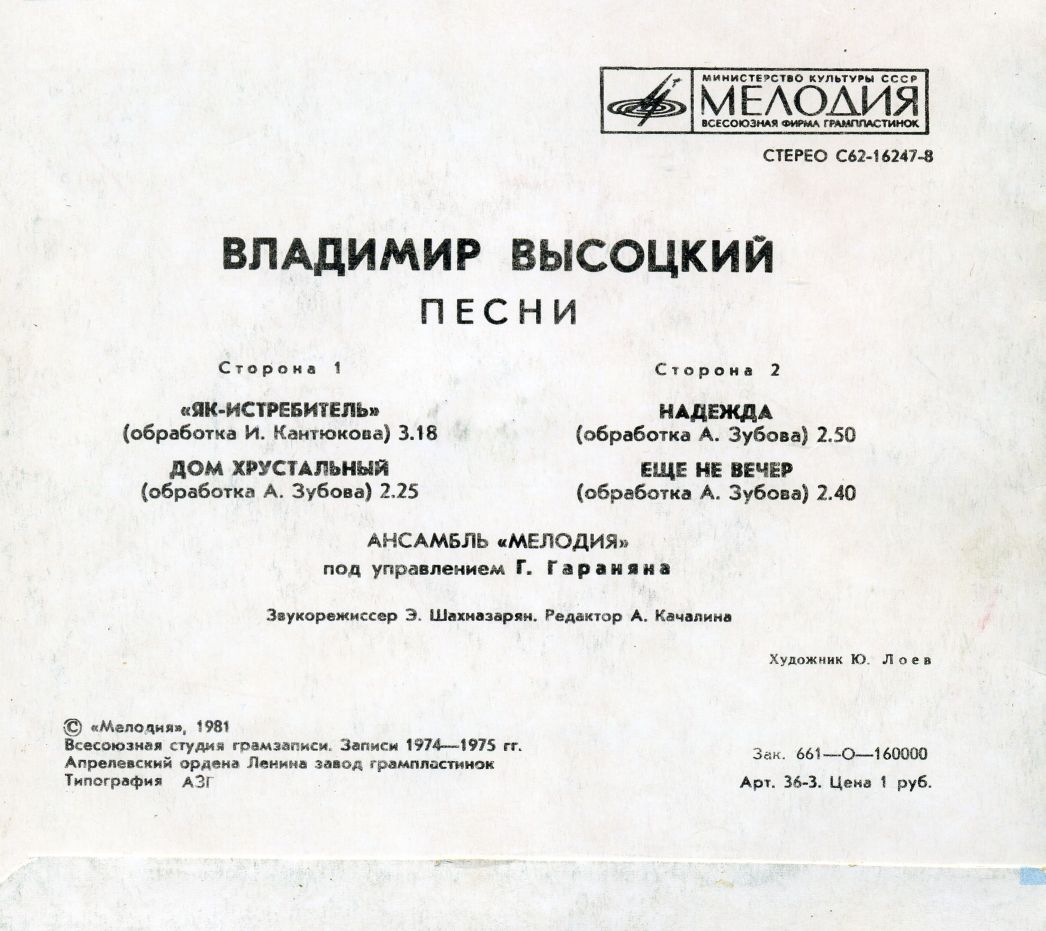 МИНИСТЕРСТВО КУЛЬТУРЫ СССР
МЕЛОДИЯ
ВСЕСОЮЗНАЯ ФИРМА ГРАМПЛАСТИНОК
СТЕРЕО С62-16247-8
ВЛАДИМИР ВЫСОЦКИЙ
ПЕСНИ
Сторона 1
«ЯК-ИСТРЕБИТЕЛЬ»
(обработка И. Кантюкова) 3.18
ДОМ ХРУСТАЛЬНЫЙ
(обработка А. Зубова) 2.25
Сторона 2
НАДЕЖДА
(обработка А. Зубова) 2.50
ЕЩЕ НЕ ВЕЧЕР
(обработка А. Зубова) 2.40
АНСАМБЛЬ «МЕЛОДИЯ»
под управлением Г. Гараняна
Звукорежиссер Э. Шахназарян. Редактор А. Качалина
Художник Ю. Лоев
© «Мелодия», 1981
Всесоюзная студия грамзаписи. Записи 1974—1975 гг.
Апрелевский ордена Ленина завод грампластинок
Типография АЗГ
Зак. 661—О—160000
Арт. 36-3. Цена 1 руб.